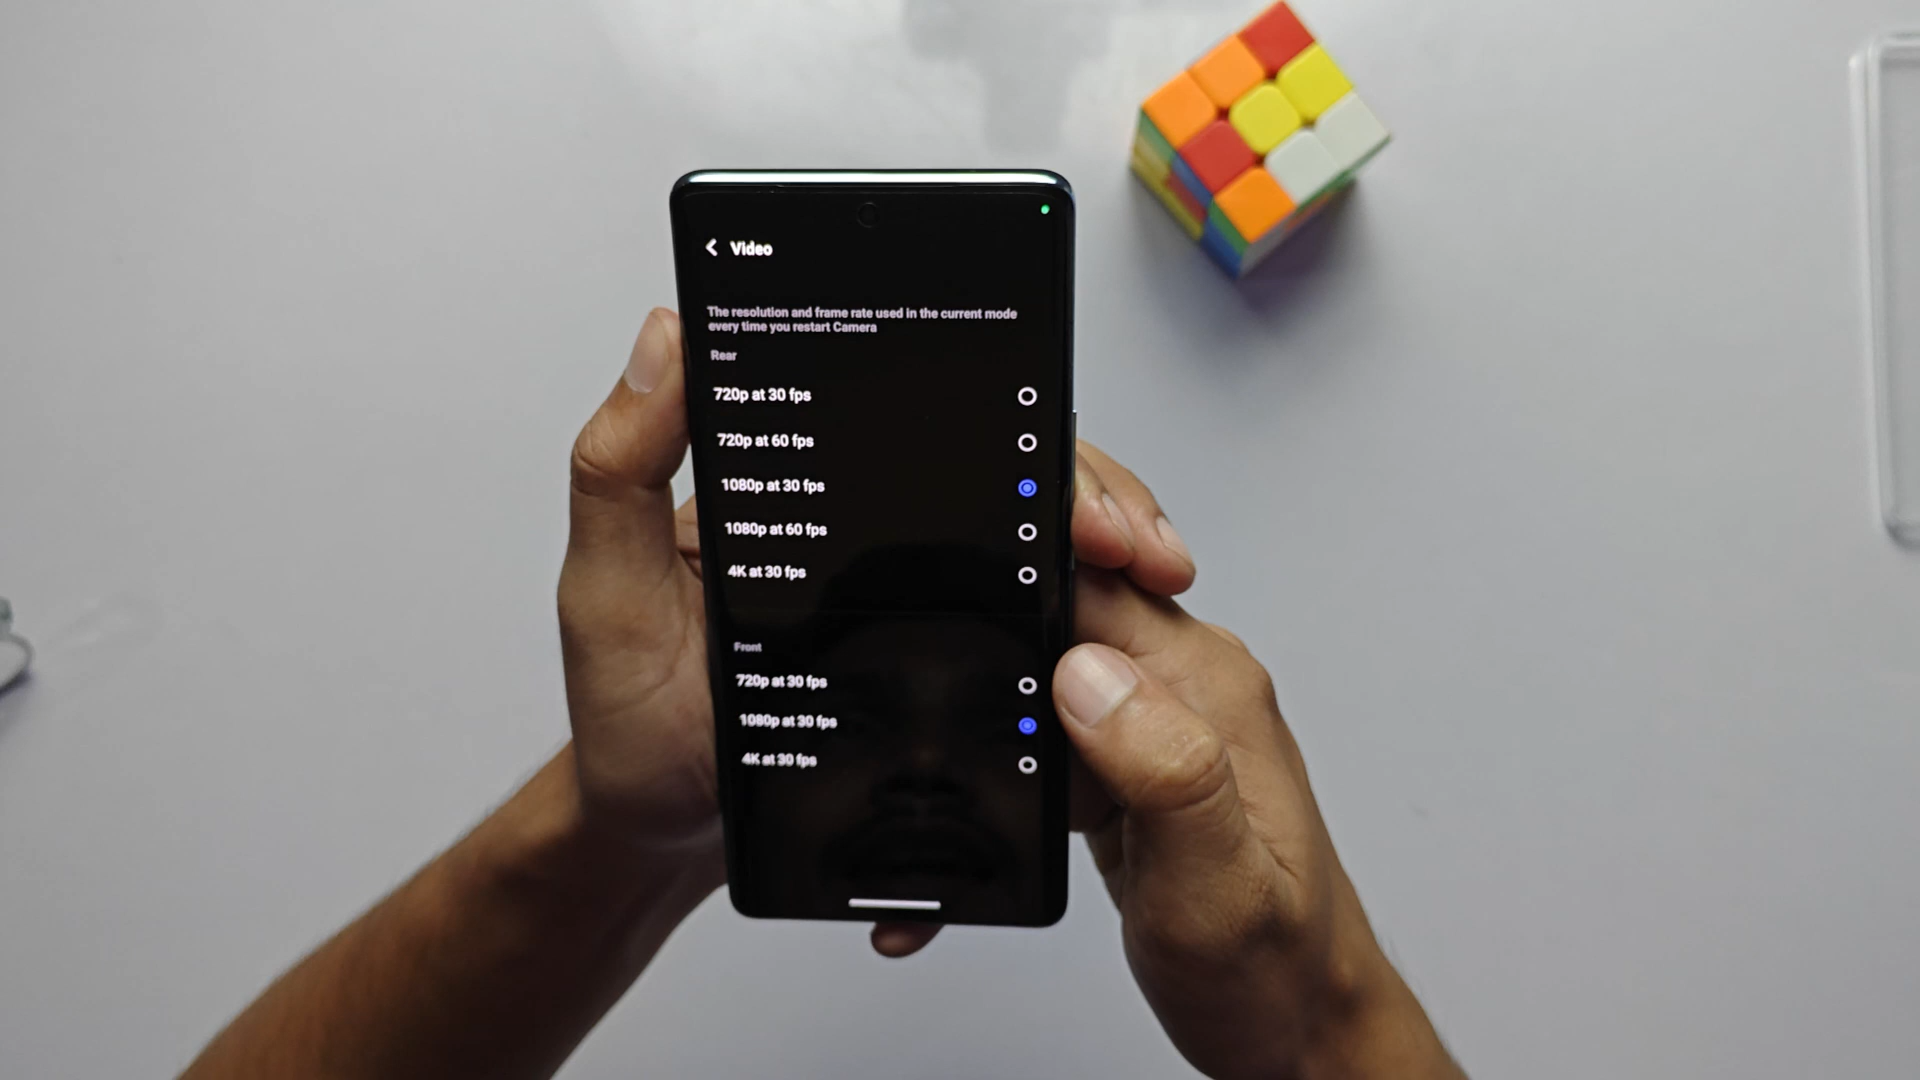 Video
The resolution and frame rate used in the current mode
every time you restart Camera
Rear
720p at 30 fps
720p at 60 fps
1080p at 30 fps
1080p at 60 fps
4K at 30 fps
Front
720p at 30 fps
1080p at 30 fps
4K at 30 fps